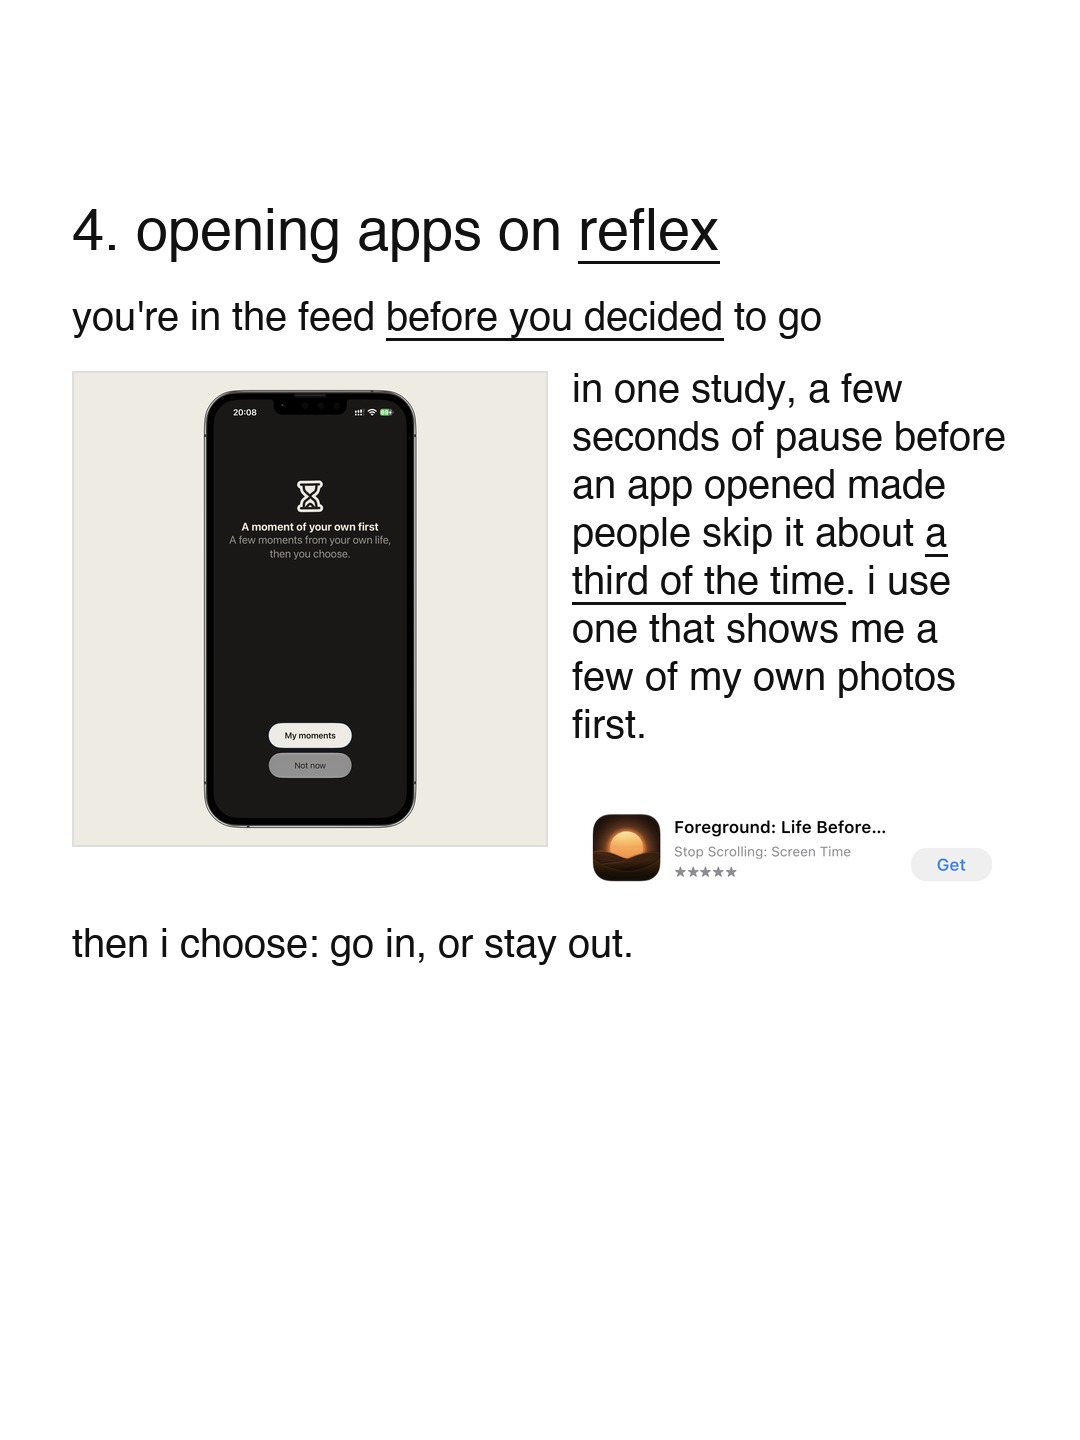 4. opening apps on reflex
you're in the feed before you decided to go
20:08
A moment of your own first
A few moments from your own life,
then you choose.
My moments
Not now
in one study, a few
seconds of pause before
an app opened made
people skip it about a
third of the time. i use
one that shows me a
few of my own photos
first.
Foreground: Life Before...
Stop Scrolling: Screen Time
★★★★★
Get
then i choose: go in, or stay out.